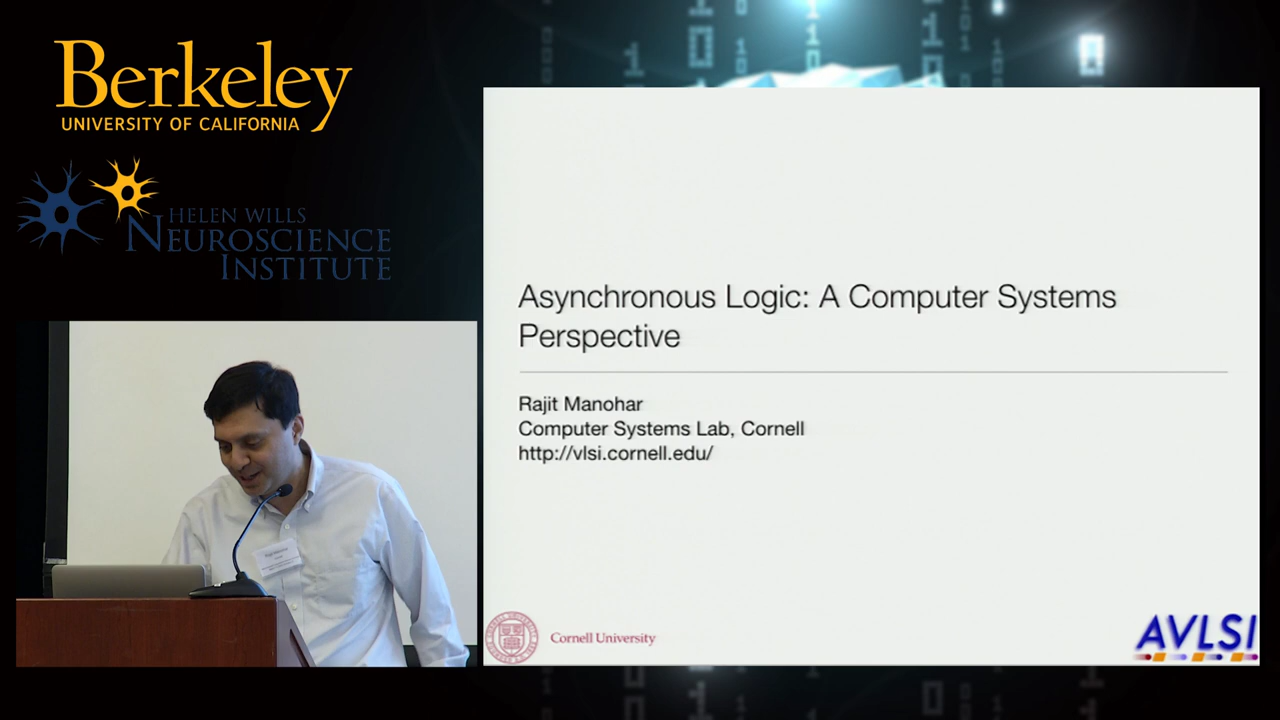 Berkeley
UNIVERSITY OF CALIFORNIA
HELEN WILLS
NEUROSCIENCE
INSTITUTE
Asynchronous Logic: A Computer Systems
Perspective
Rajit Manohar
Computer Systems Lab, Cornell
http://vlsi.cornell.edu/
Cornell University
AVLSI